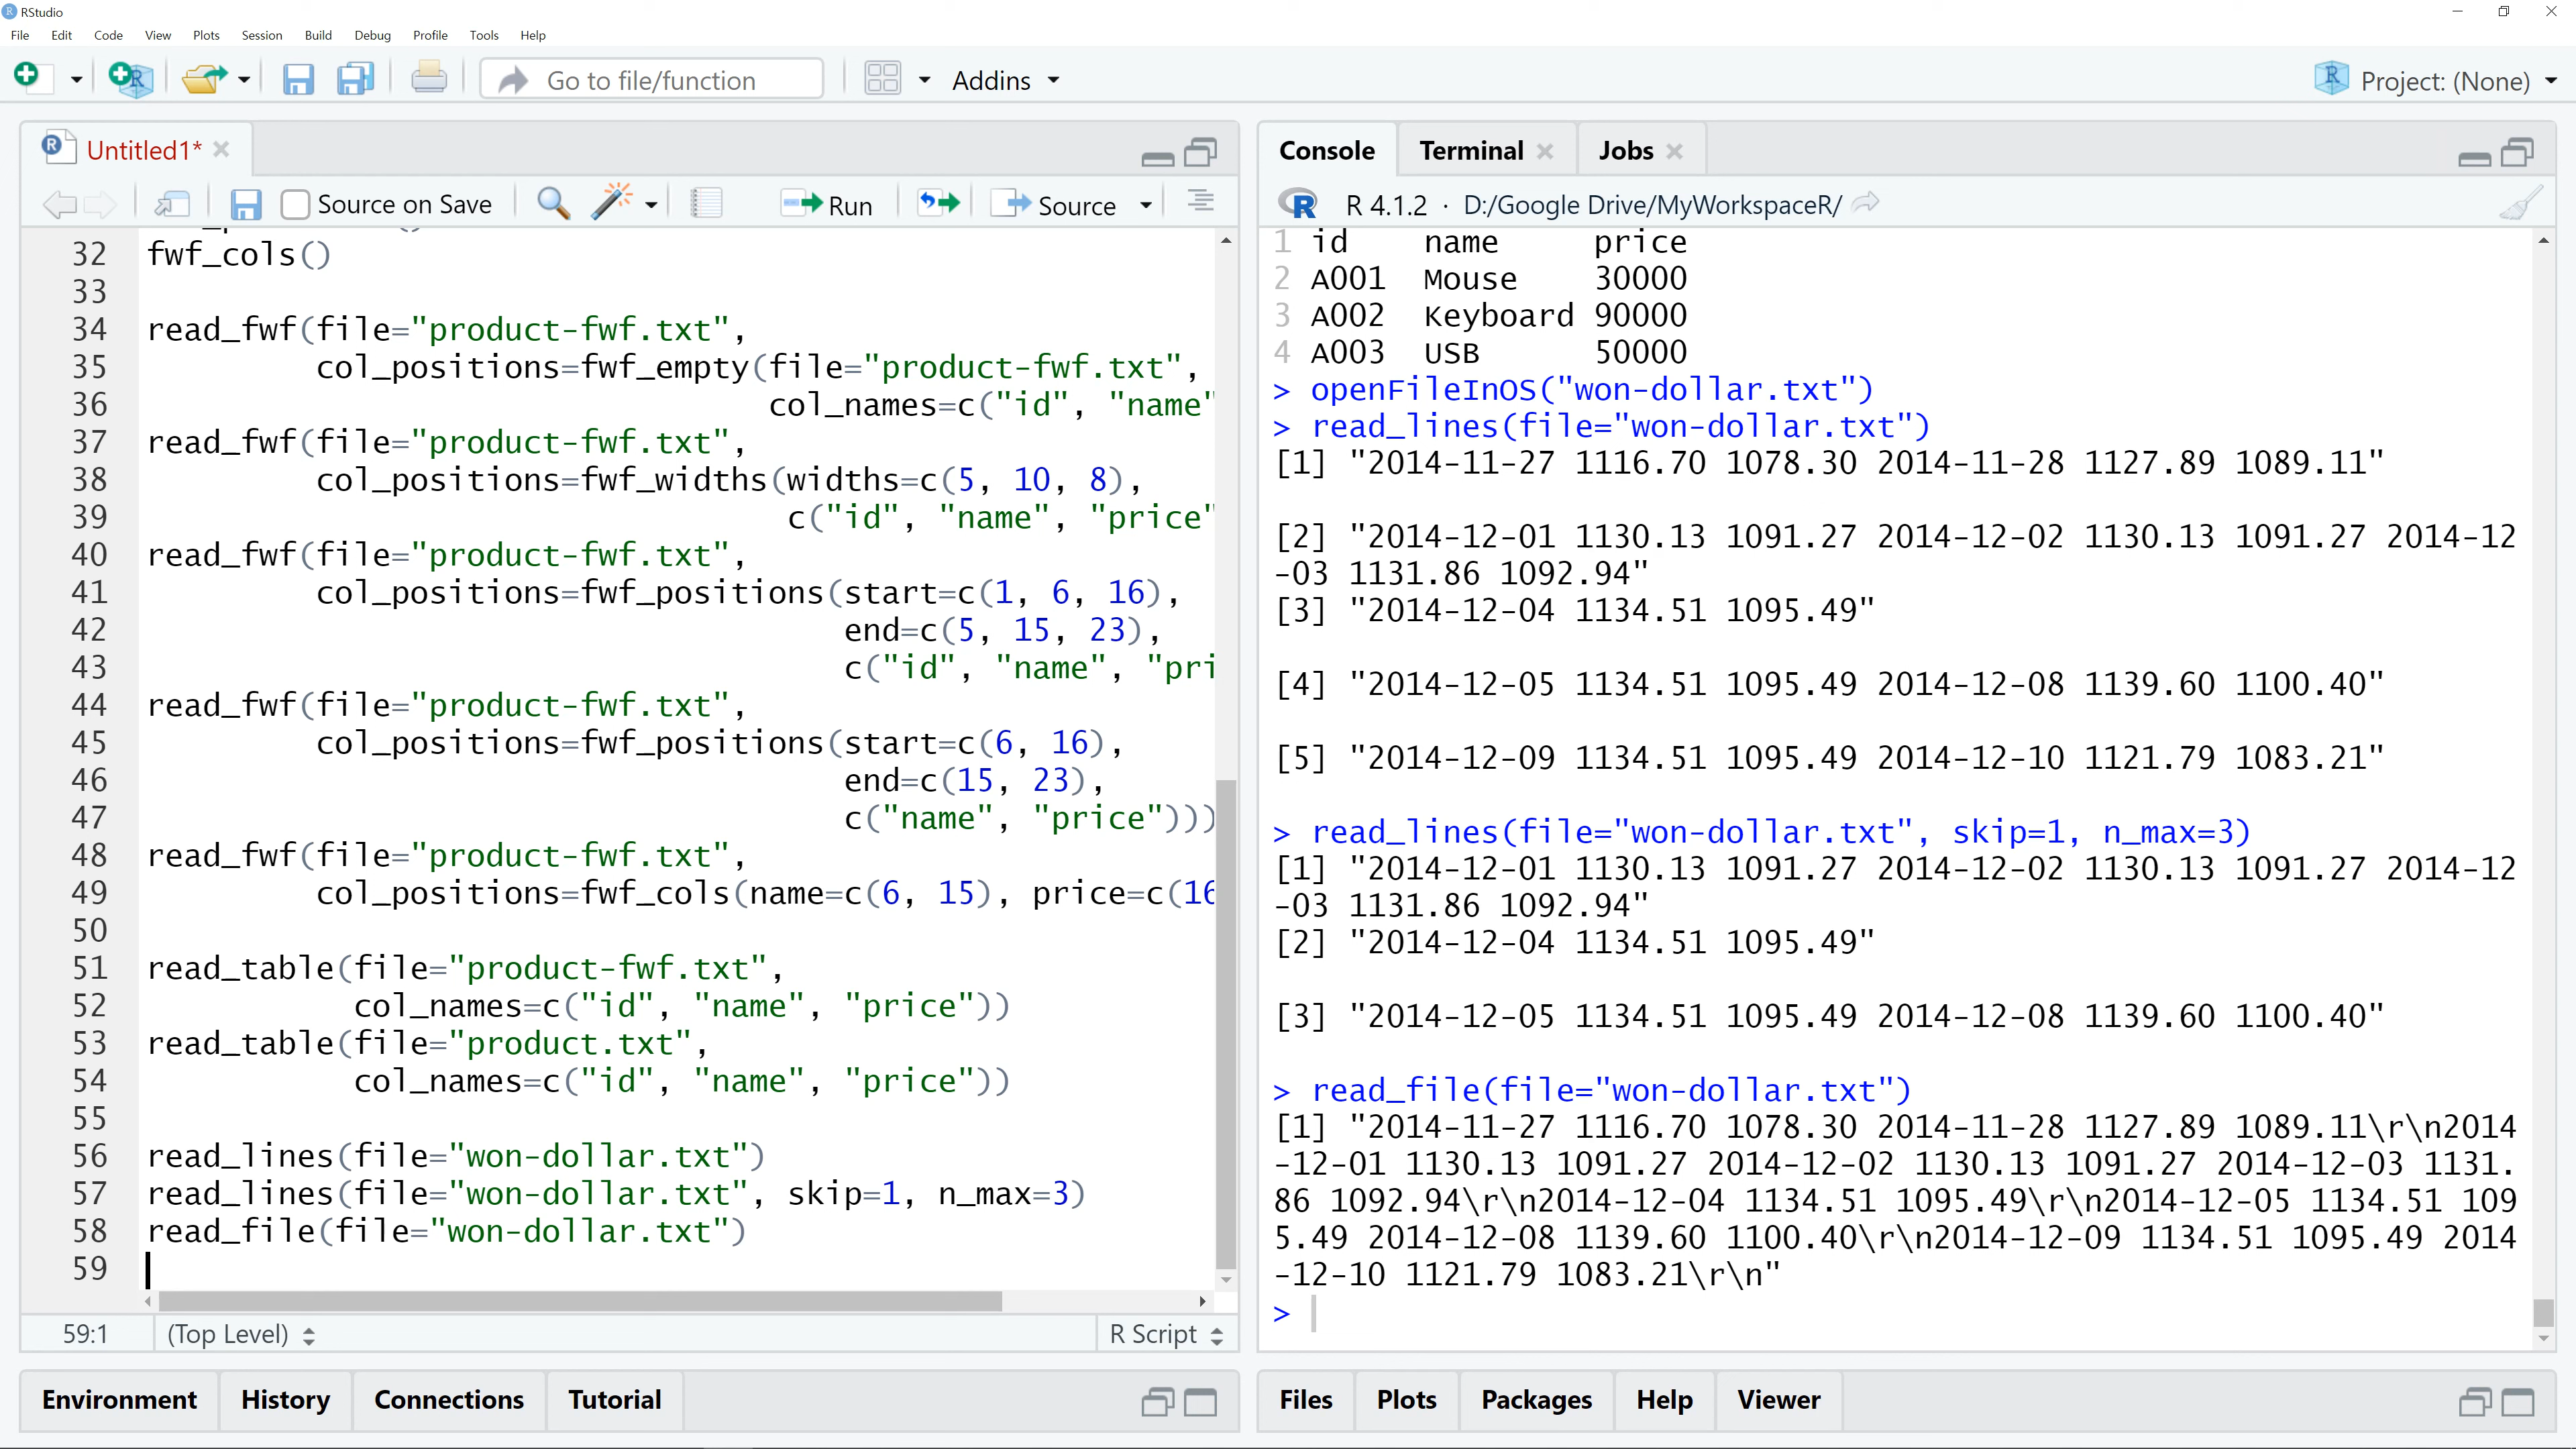 RStudio
File Edit Code View Plots Session Build Debug Profile Tools Help
Go to file/function Addins Project: (None)
Untitled1*
Source on Save Run Source
32 fwf_cols()
33
34 read_fwf(file="product-fwf.txt",
35 col_positions=fwf_empty(file="product-fwf.txt",
36 col_names=c("id", "name"
37 read_fwf(file="product-fwf.txt",
38 col_positions=fwf_widths(widths=c(5, 10, 8),
39 c("id", "name", "price"
40 read_fwf(file="product-fwf.txt",
41 col_positions=fwf_positions(start=c(1, 6, 16),
42 end=c(5, 15, 23),
43 c("id", "name", "pri
44 read_fwf(file="product-fwf.txt",
45 col_positions=fwf_positions(start=c(6, 16),
46 end=c(15, 23),
47 c("name", "price")))
48 read_fwf(file="product-fwf.txt",
49 col_positions=fwf_cols(name=c(6, 15), price=c(16
50
51 read_table(file="product-fwf.txt",
52 col_names=c("id", "name", "price"))
53 read_table(file="product.txt",
54 col_names=c("id", "name", "price"))
55
56 read_lines(file="won-dollar.txt")
57 read_lines(file="won-dollar.txt", skip=1, n_max=3)
58 read_file(file="won-dollar.txt")
59
59:1 (Top Level) R Script
Environment History Connections Tutorial
Console Terminal Jobs
R 4.1.2 · D:/Google Drive/MyWorkspaceR/
1 id name price
2 A001 Mouse 30000
3 A002 Keyboard 90000
4 A003 USB 50000
> openFileInOS("won-dollar.txt")
> read_lines(file="won-dollar.txt")
[1] "2014-11-27 1116.70 1078.30 2014-11-28 1127.89 1089.11"
[2] "2014-12-01 1130.13 1091.27 2014-12-02 1130.13 1091.27 2014-12
-03 1131.86 1092.94"
[3] "2014-12-04 1134.51 1095.49"
[4] "2014-12-05 1134.51 1095.49 2014-12-08 1139.60 1100.40"
[5] "2014-12-09 1134.51 1095.49 2014-12-10 1121.79 1083.21"
> read_lines(file="won-dollar.txt", skip=1, n_max=3)
[1] "2014-12-01 1130.13 1091.27 2014-12-02 1130.13 1091.27 2014-12
-03 1131.86 1092.94"
[2] "2014-12-04 1134.51 1095.49"
[3] "2014-12-05 1134.51 1095.49 2014-12-08 1139.60 1100.40"
> read_file(file="won-dollar.txt")
[1] "2014-11-27 1116.70 1078.30 2014-11-28 1127.89 1089.11\r\n2014
-12-01 1130.13 1091.27 2014-12-02 1130.13 1091.27 2014-12-03 1131.
86 1092.94\r\n2014-12-04 1134.51 1095.49\r\n2014-12-05 1134.51 109
5.49 2014-12-08 1139.60 1100.40\r\n2014-12-09 1134.51 1095.49 2014
-12-10 1121.79 1083.21\r\n"
>
Files Plots Packages Help Viewer